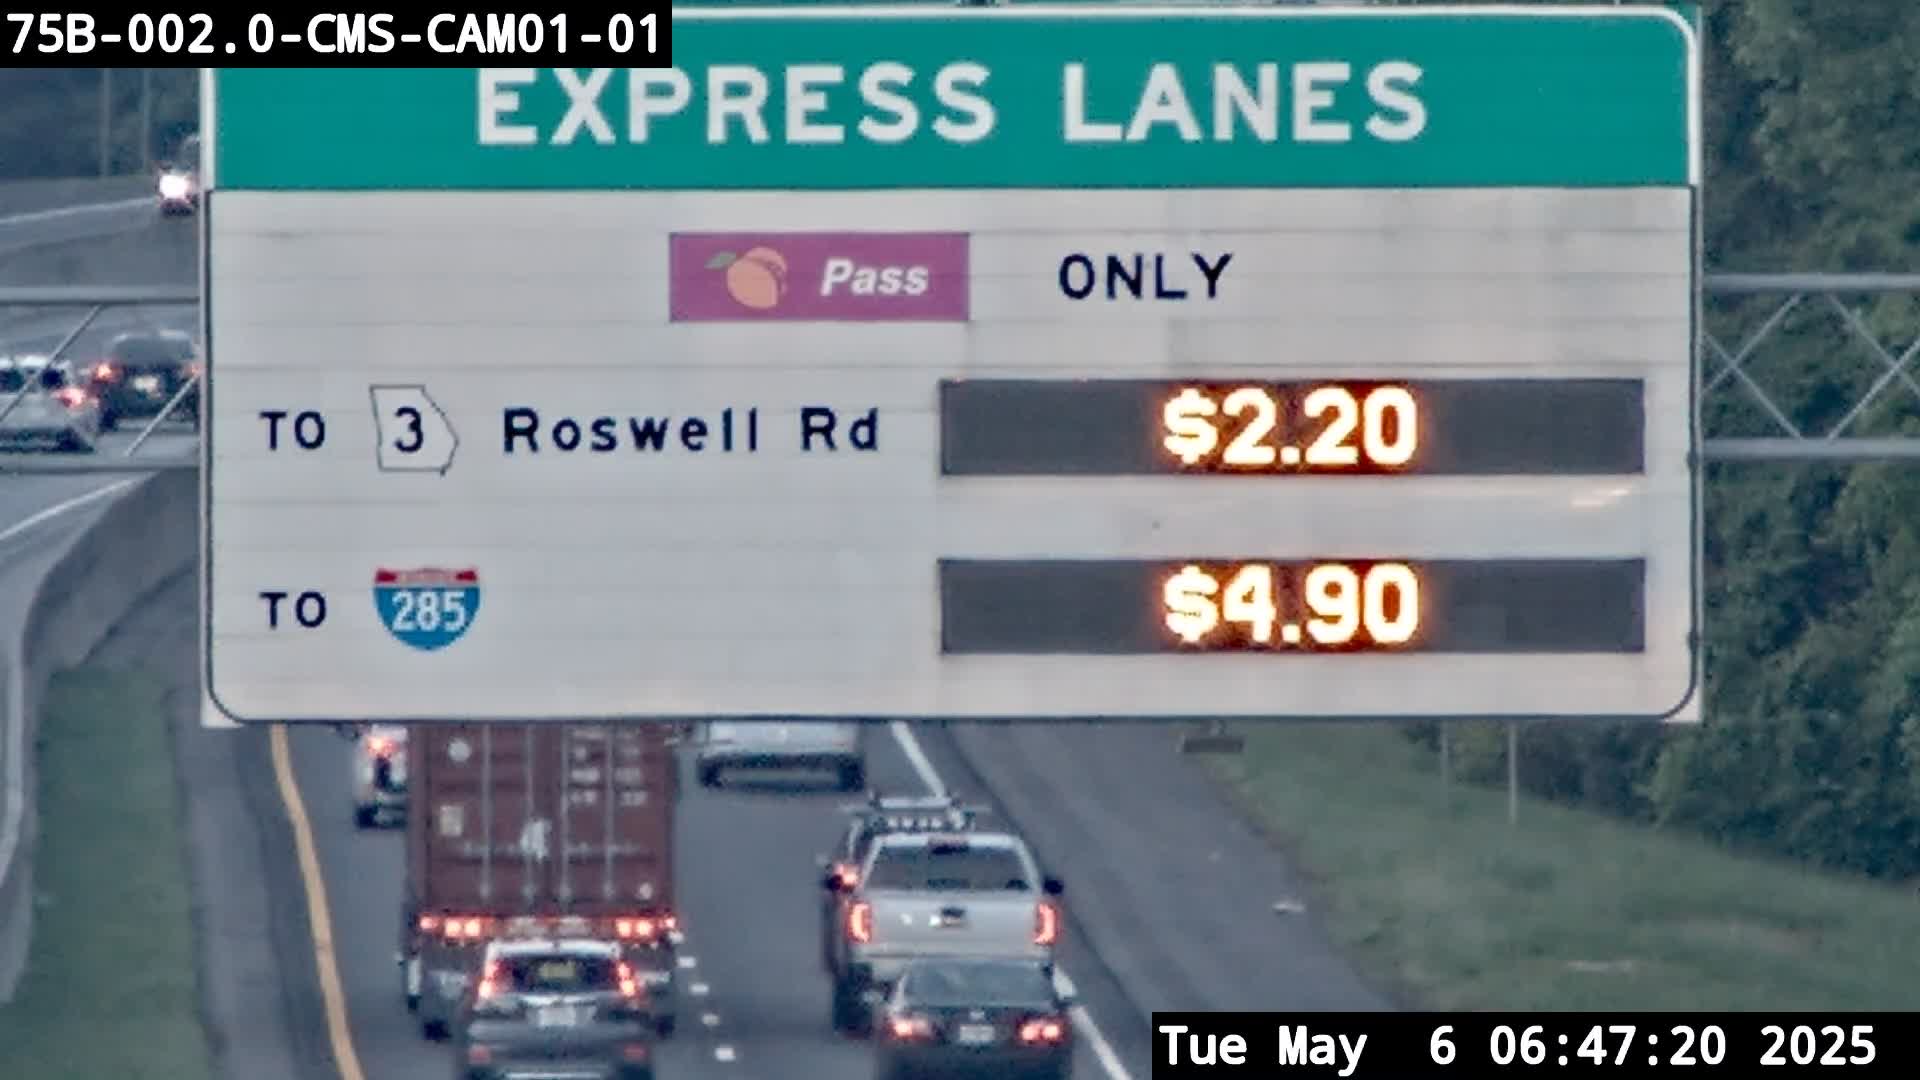 75B-002.0-CMS-CAM01-01
EXPRESS LANES
Pass ONLY
TO 3 Roswell Rd $2.20
TO 285 $4.90
Tue May 6 06:47:20 2025